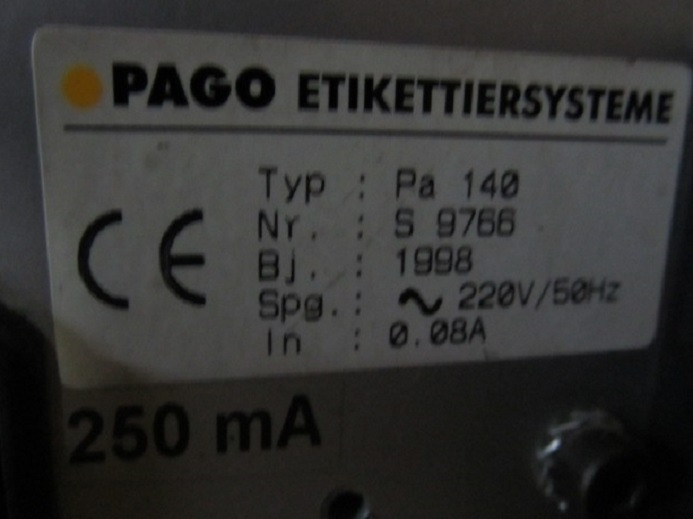 PAGO ETIKETTIERSYSTEME
CE
Typ : Pa 140
Nr. : S 9766
Bj. : 1998
Spg.: ~ 220V/50Hz
In : 0.08A
250 mA